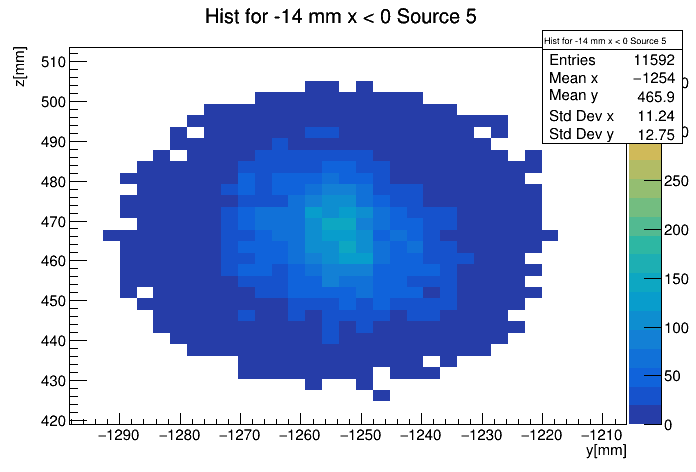 Hist for -14 mm x < 0 Source 5
z[mm]
Hist for -14 mm x < 0 Source 5
Entries 11592
Mean x −1254
Mean y 465.9
Std Dev x 11.24
Std Dev y 12.75
510
500
490
480
470
460
450
440
430
420
−1290 −1280 −1270 −1260 −1250 −1240 −1230 −1220 −1210
y[mm]
250
200
150
100
50
0